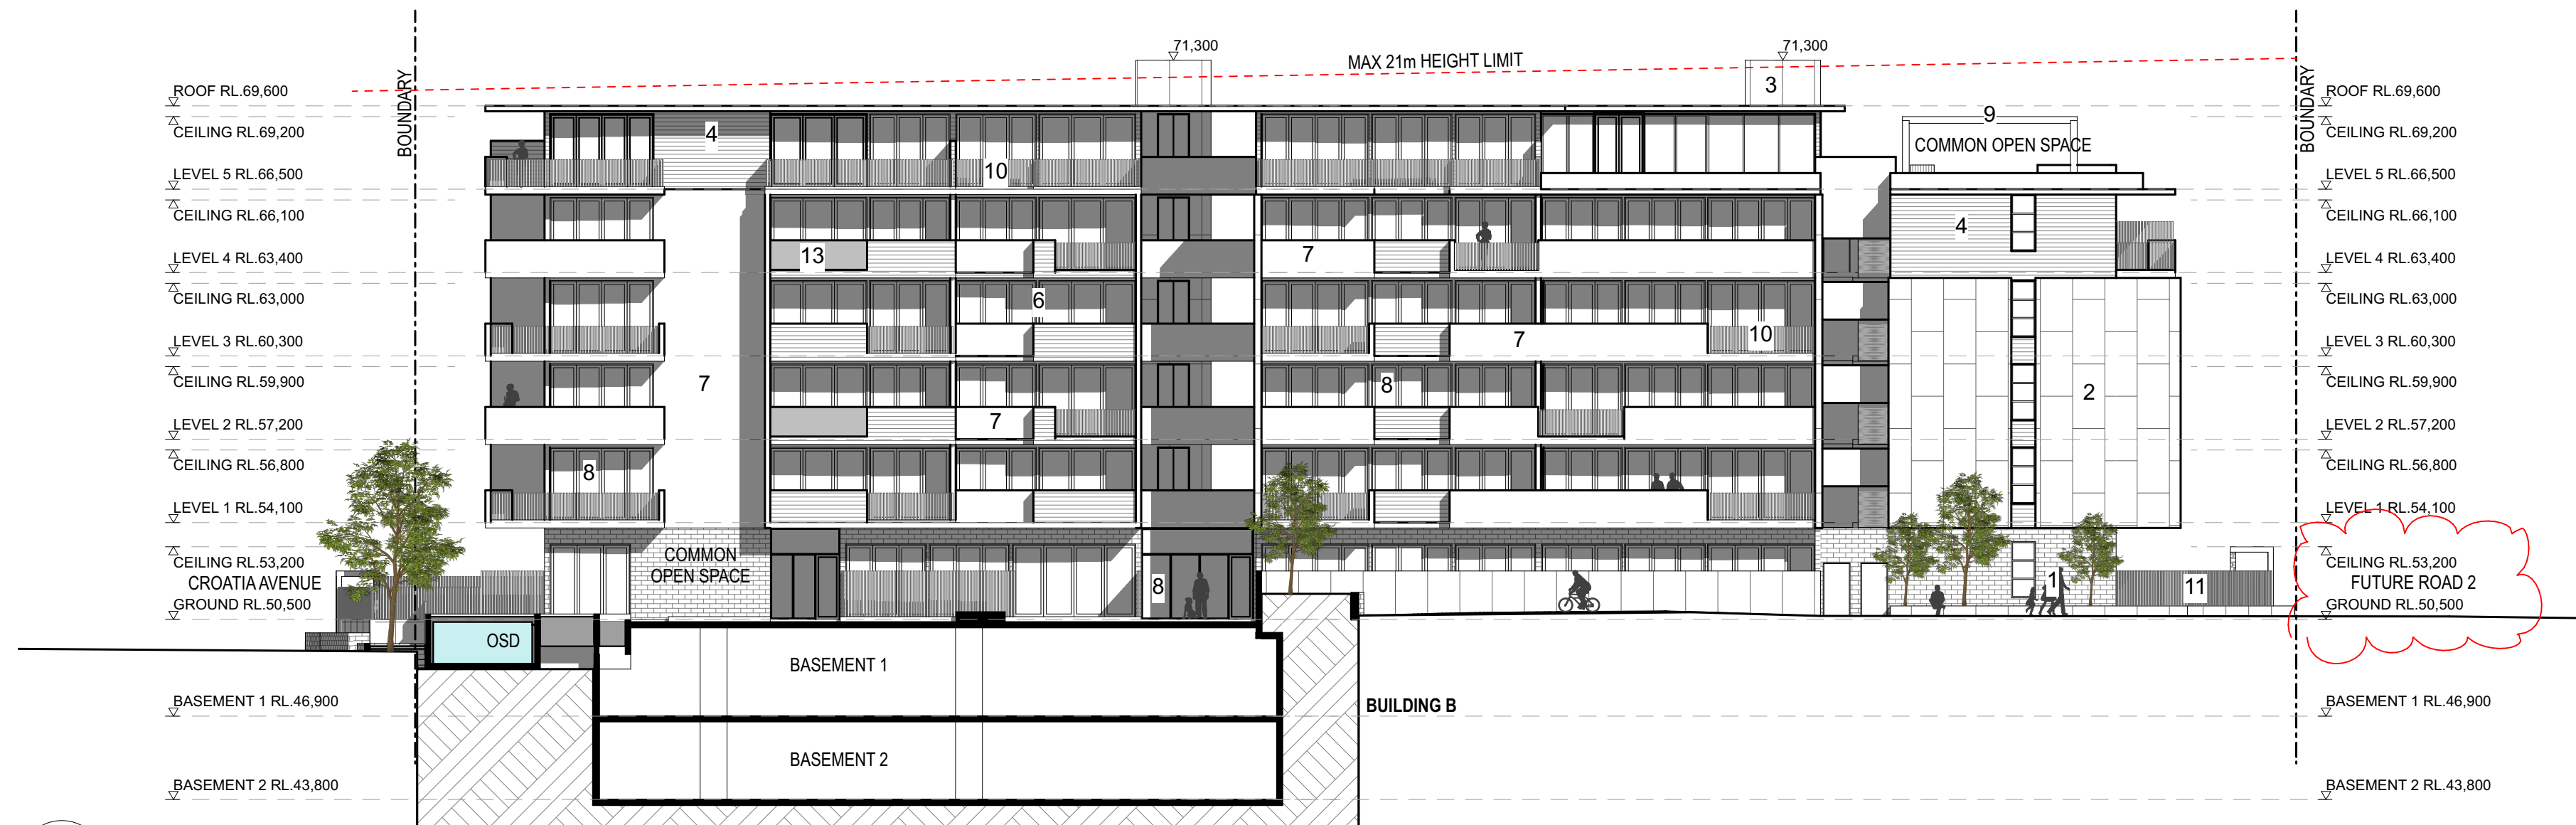 71,300
71,300
MAX 21m HEIGHT LIMIT
BOUNDARY
BOUNDARY
ROOF RL.69,600
CEILING RL.69,200
LEVEL 5 RL.66,500
CEILING RL.66,100
LEVEL 4 RL.63,400
CEILING RL.63,000
LEVEL 3 RL.60,300
CEILING RL.59,900
LEVEL 2 RL.57,200
CEILING RL.56,800
LEVEL 1 RL.54,100
CEILING RL.53,200
CROATIA AVENUE
GROUND RL.50,500
BASEMENT 1 RL.46,900
BASEMENT 2 RL.43,800
3
9
COMMON OPEN SPACE
4
10
4
13
7
6
7
10
7
8
7
2
8
COMMON
OPEN SPACE
8
1
11
OSD
BASEMENT 1
BASEMENT 2
BUILDING B
ROOF RL.69,600
CEILING RL.69,200
LEVEL 5 RL.66,500
CEILING RL.66,100
LEVEL 4 RL.63,400
CEILING RL.63,000
LEVEL 3 RL.60,300
CEILING RL.59,900
LEVEL 2 RL.57,200
CEILING RL.56,800
LEVEL 1 RL.54,100
CEILING RL.53,200
FUTURE ROAD 2
GROUND RL.50,500
BASEMENT 1 RL.46,900
BASEMENT 2 RL.43,800